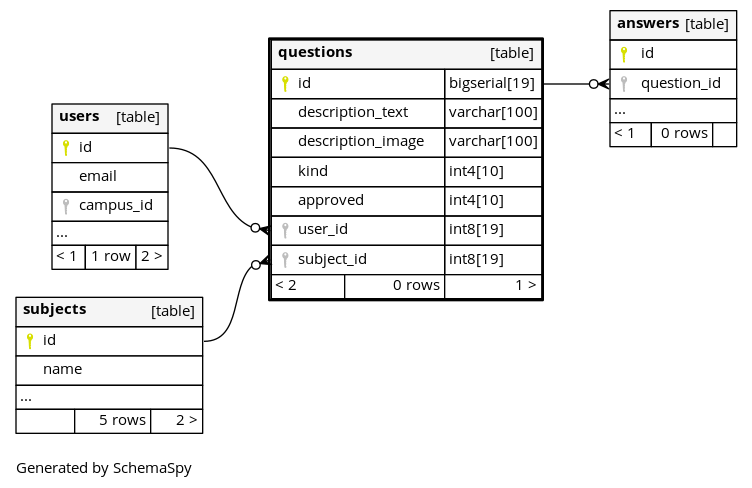 users [table]
id
email
campus_id
...
< 1 1 row 2 >
subjects [table]
id
name
...
5 rows 2 >
questions [table]
id bigserial[19]
description_text varchar[100]
description_image varchar[100]
kind int4[10]
approved int4[10]
user_id int8[19]
subject_id int8[19]
< 2 0 rows 1 >
answers [table]
id
question_id
...
< 1 0 rows
Generated by SchemaSpy